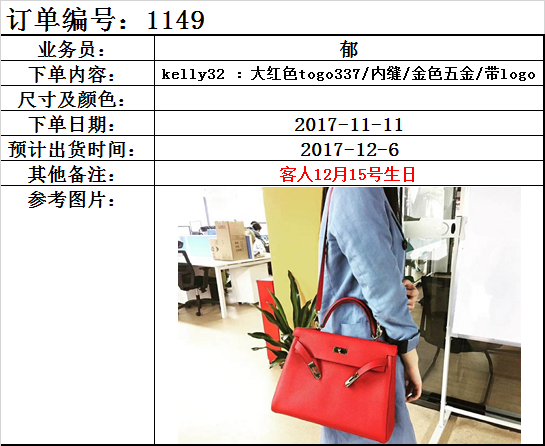 订单编号：1149
业务员： 郁
下单内容： kelly32 ：大红色togo337/内缝/金色五金/带logo
尺寸及颜色：
下单日期： 2017-11-11
预计出货时间： 2017-12-6
其他备注： 客人12月15号生日
参考图片：